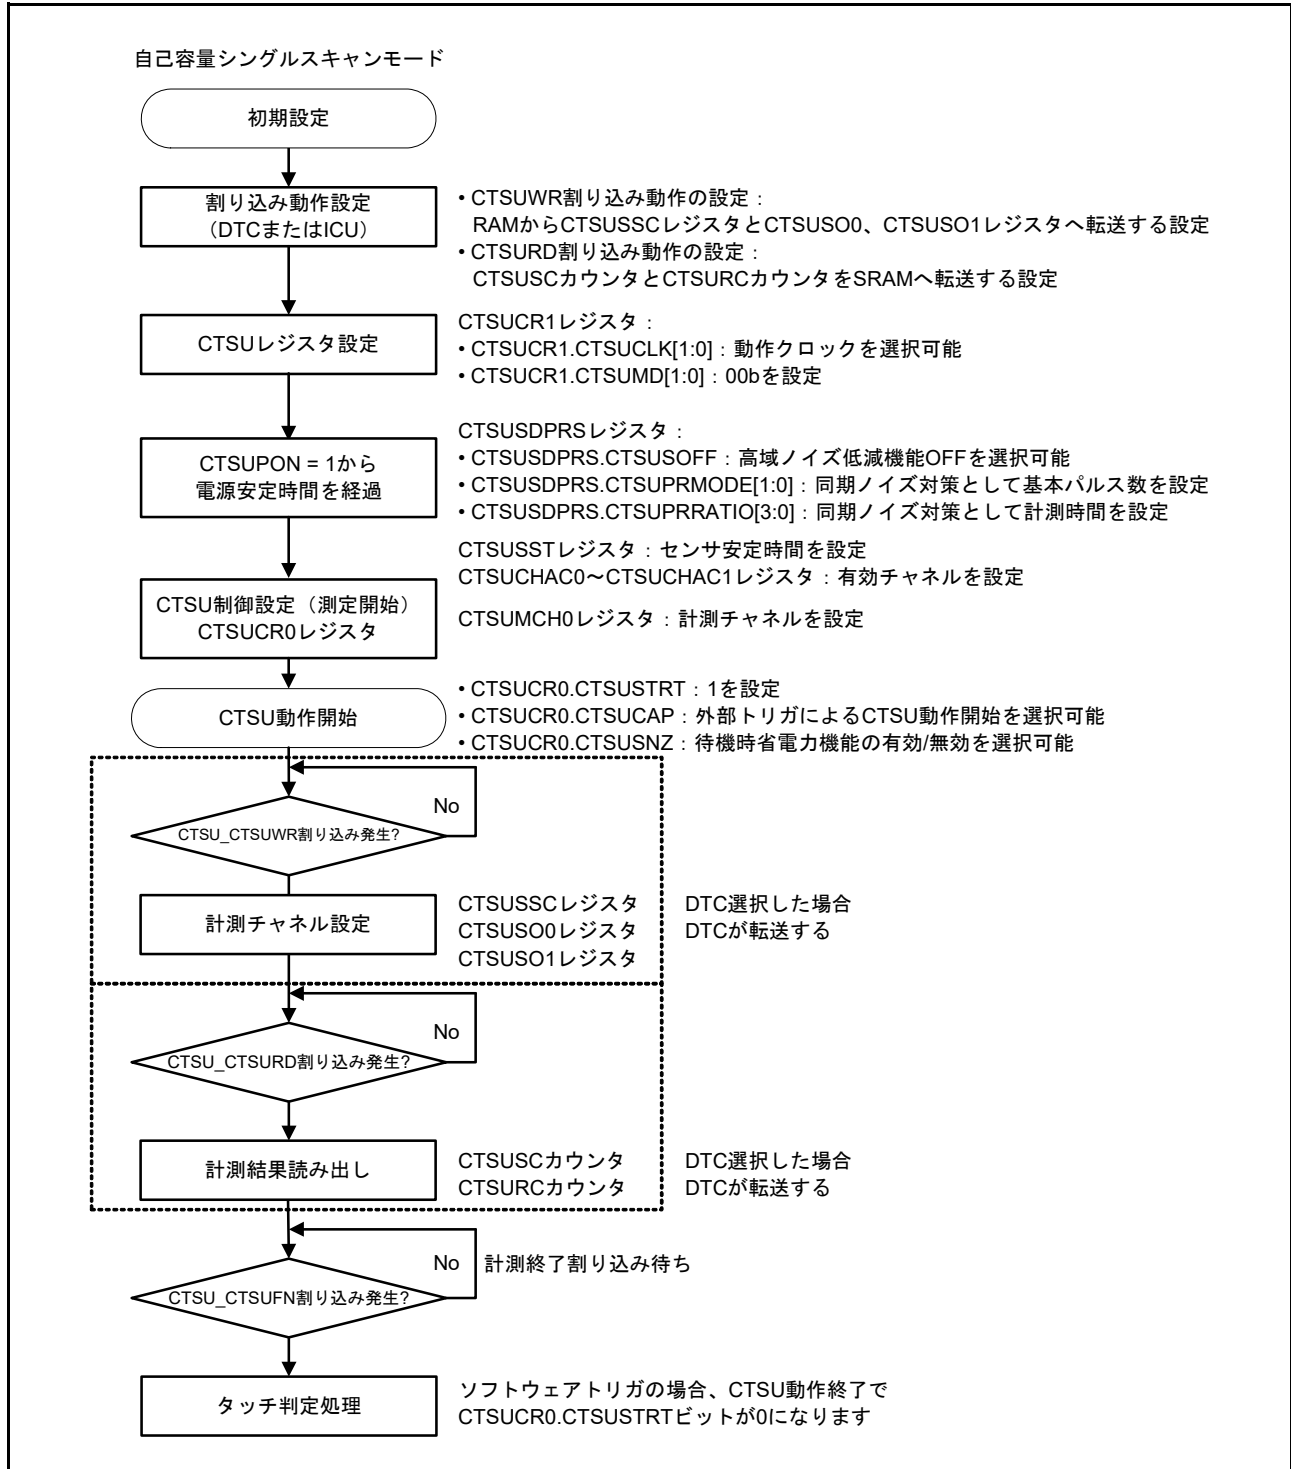 自己容量シングルスキャンモード
初期設定
割り込み動作設定
（DTCまたはICU）
• CTSUWR割り込み動作の設定：
RAMからCTSUSSCレジスタとCTSUSO0、CTSUSO1レジスタへ転送する設定
• CTSURD割り込み動作の設定：
CTSUSCカウンタとCTSURCカウンタをSRAMへ転送する設定
CTSUレジスタ設定
CTSUCR1レジスタ：
• CTSUCR1.CTSUCLK[1:0]：動作クロックを選択可能
• CTSUCR1.CTSUMD[1:0]：00bを設定
CTSUPON = 1から
電源安定時間を経過
CTSUSDPRSレジスタ：
• CTSUSDPRS.CTSUSOFF：高域ノイズ低減機能OFFを選択可能
• CTSUSDPRS.CTSUPRMODE[1:0]：同期ノイズ対策として基本パルス数を設定
• CTSUSDPRS.CTSUPRRATIO[3:0]：同期ノイズ対策として計測時間を設定
CTSUSSTレジスタ：センサ安定時間を設定
CTSUCHAC0～CTSUCHAC1レジスタ：有効チャネルを設定
CTSU制御設定（測定開始）
CTSUCR0レジスタ
CTSUMCH0レジスタ：計測チャネルを設定
CTSU動作開始
• CTSUCR0.CTSUSTRT：1を設定
• CTSUCR0.CTSUCAP：外部トリガによるCTSU動作開始を選択可能
• CTSUCR0.CTSUSNZ：待機時省電力機能の有効/無効を選択可能
No
CTSU_CTSUWR割り込み発生?
計測チャネル設定
CTSUSSCレジスタ
CTSUSO0レジスタ
CTSUSO1レジスタ
DTC選択した場合
DTCが転送する
No
CTSU_CTSURD割り込み発生?
計測結果読み出し
CTSUSCカウンタ
CTSURCカウンタ
DTC選択した場合
DTCが転送する
No
計測終了割り込み待ち
CTSU_CTSUFN割り込み発生?
タッチ判定処理
ソフトウェアトリガの場合、CTSU動作終了で
CTSUCR0.CTSUSTRTビットが0になります